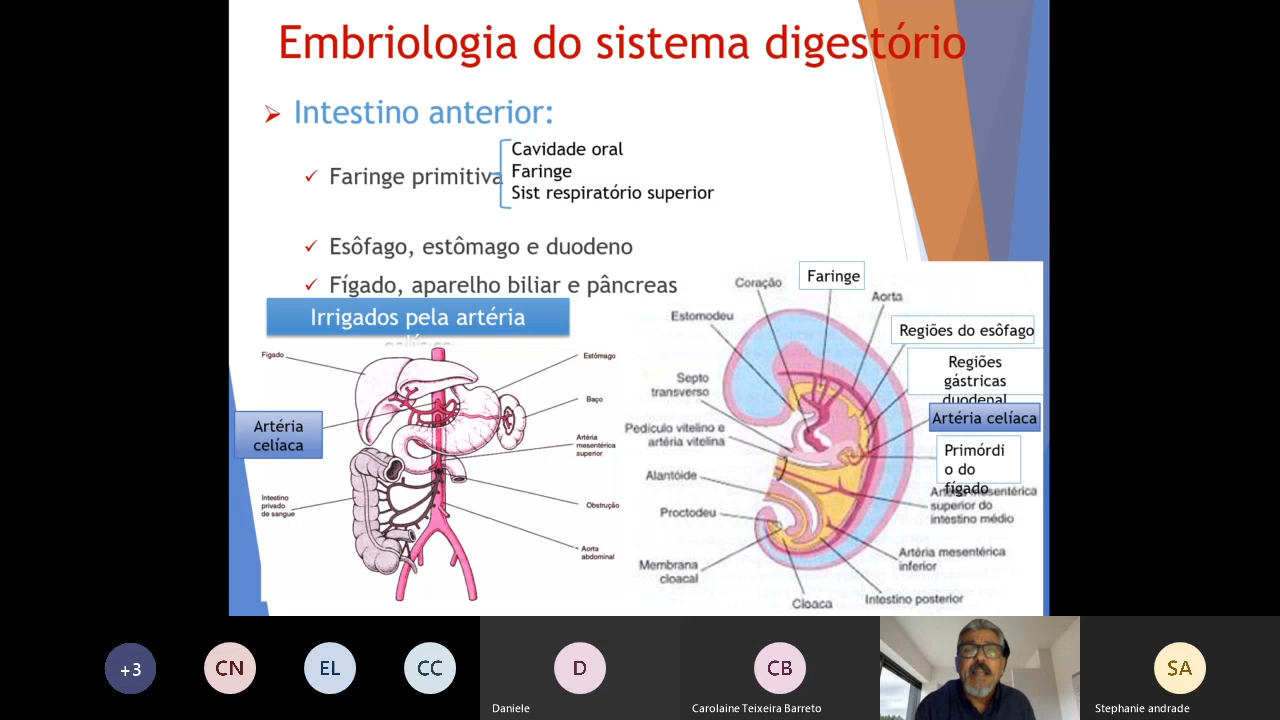 Embriologia do sistema digestório
Intestino anterior:
Faringe primitiva
Cavidade oral
Faringe
Sist respiratório superior
Esôfago, estômago e duodeno
Fígado, aparelho biliar e pâncreas
Irrigados pela artéria
Fígado
Artéria
celíaca
Intestino
privado
de sangue
Estômago
Baço
Artéria
mesentérica
superior
Obstrução
Aorta
abdominal
Coração
Faringe
Aorta
Estomodeu
Regiões do esôfago
Regiões
gástricas
duodenal
Septo
transverso
Artéria celíaca
Pedículo vitelino e
artéria vitelina
Primórdi
o do
fígado
Alantóide
Artéria mesentérica
superior do
intestino médio
Proctodeu
Artéria mesentérica
inferior
Membrana
cloacal
Cloaca
Intestino posterior
+3
CN
EL
CC
D
Daniele
CB
Carolaine Teixeira Barreto
SA
Stephanie andrade